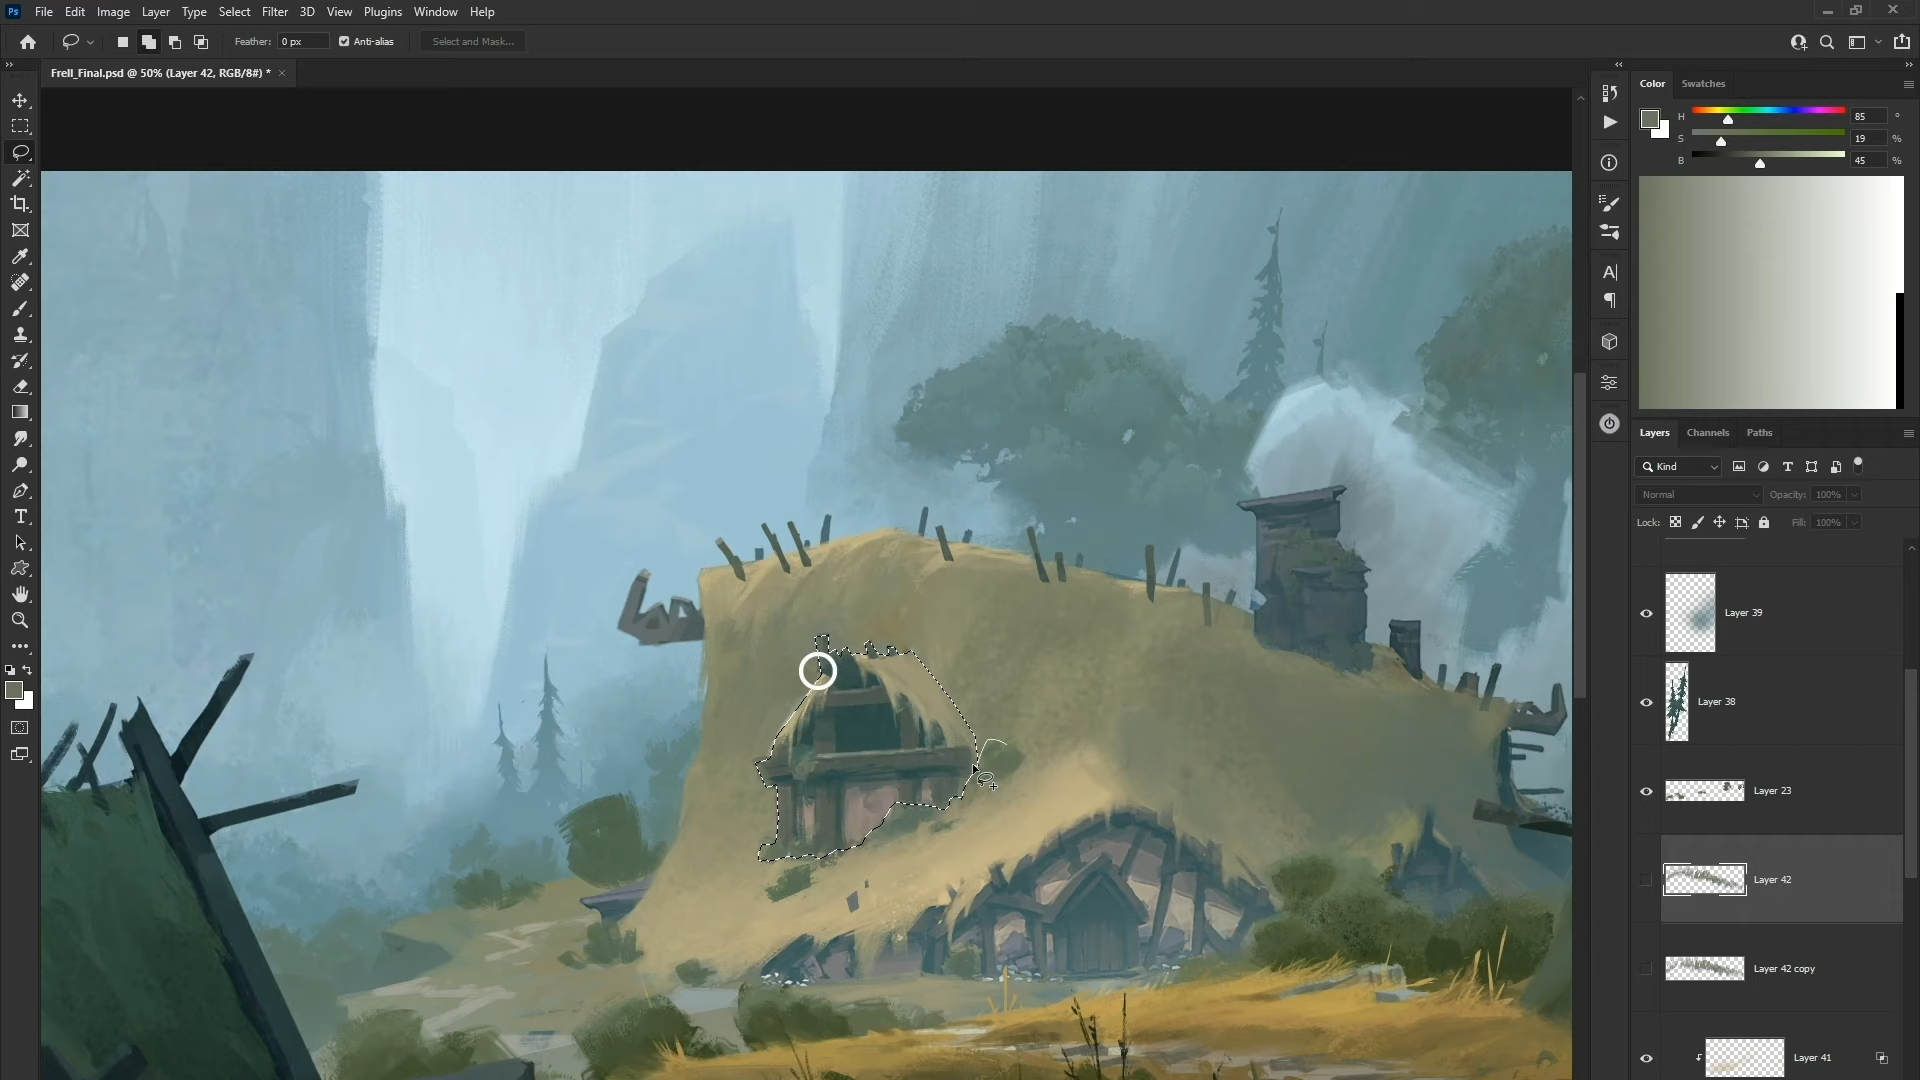 Ps File Edit Image Layer Type Select Filter 3D View Plugins Window Help
Feather: 0 px Anti-alias Select and Mask...
Frell_Final.psd @ 50% (Layer 42, RGB/8#) * ×
Color Swatches
H 85 °
S 19 %
B 45 %
Layers Channels Paths
Kind
Normal Opacity: 100%
Lock: Fill: 100%
Layer 39
Layer 38
Layer 23
Layer 42
Layer 42 copy
Layer 41